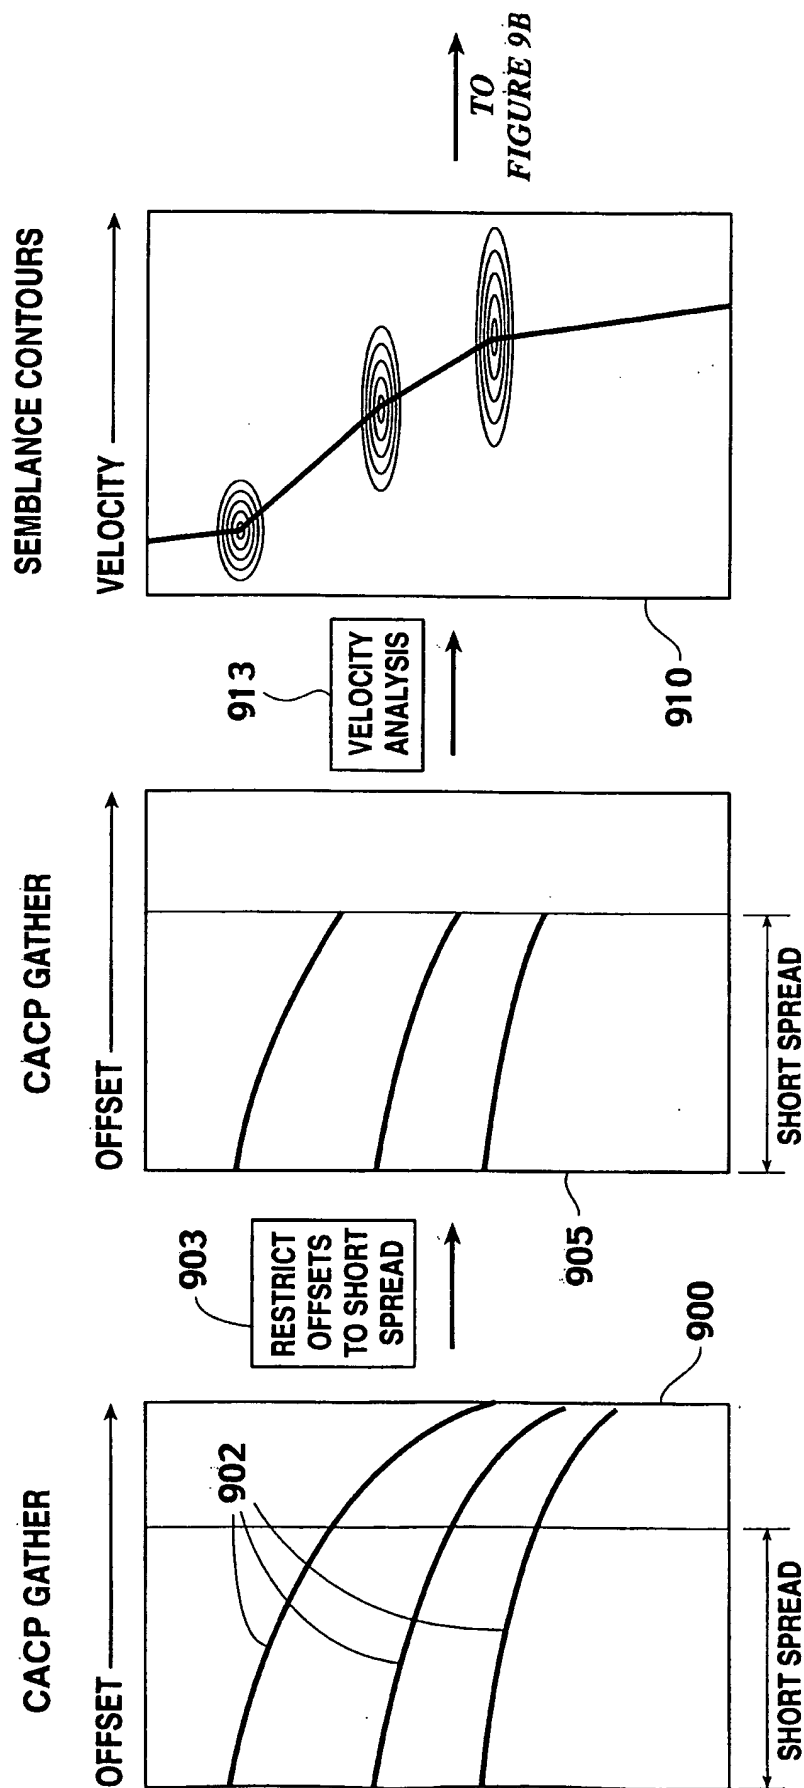 CACP GATHER
OFFSET
902
900
SHORT SPREAD
903
RESTRICT
OFFSETS
TO SHORT
SPREAD
CACP GATHER
OFFSET
905
SHORT SPREAD
913
VELOCITY
ANALYSIS
SEMBLANCE CONTOURS
VELOCITY
910
TO
FIGURE 9B